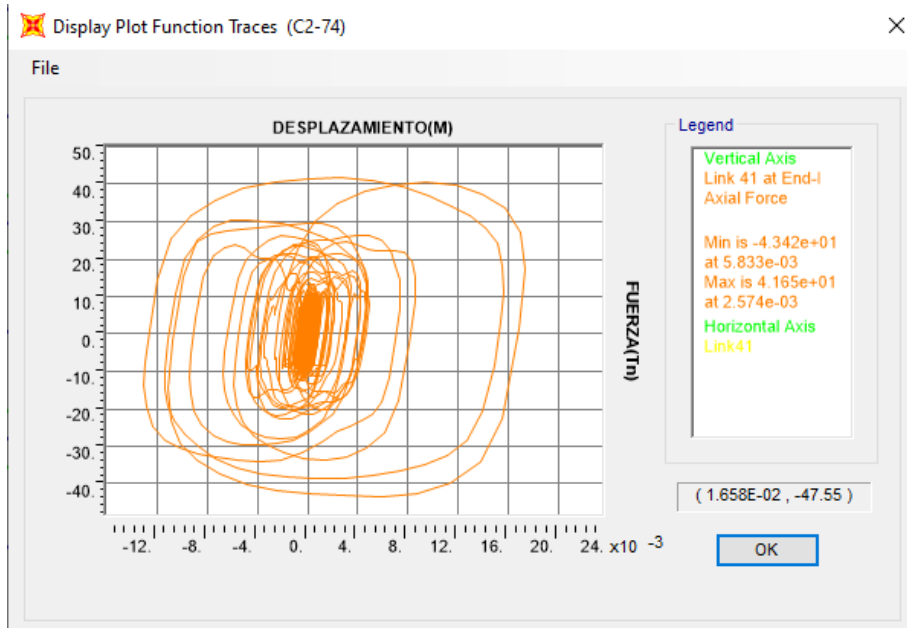 Display Plot Function Traces (C2-74)
File
DESPLAZAMIENTO(M)
50.
40.
30.
20.
10.
0.
-10.
-20.
-30.
-40.
-12. -8. -4. 0. 4. 8. 12. 16. 20. 24. x10 -3
FUERZA(Tn)
Legend
Vertical Axis
Link 41 at End-I
Axial Force
Min is -4.342e+01
at 5.833e-03
Max is 4.165e+01
at 2.574e-03
Horizontal Axis
Link41
( 1.658E-02 , -47.55 )
OK